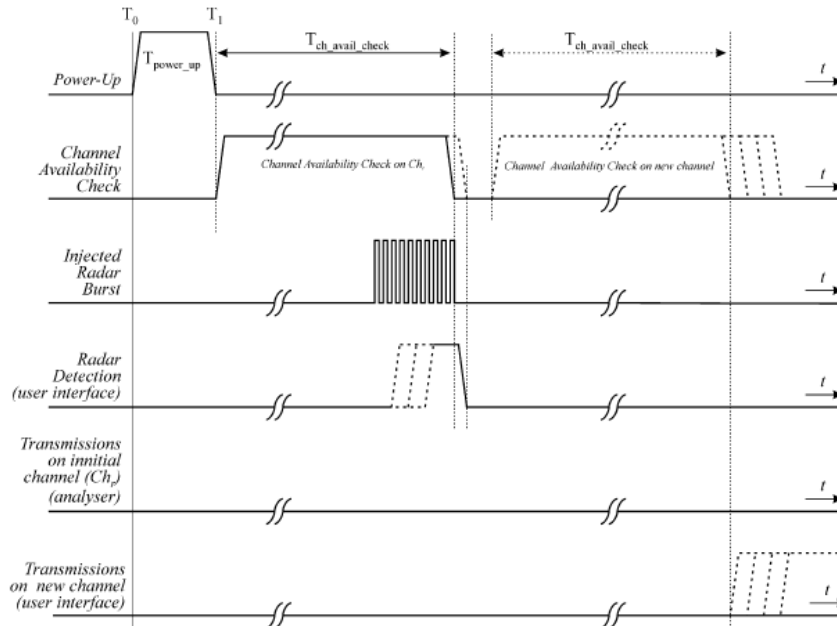 T0 T1
Tch_avail_check
Tch_avail_check
Tpower_up
Power-Up
t
Channel
Availability
Check
Channel Availability Check on Chr
Channel Availability Check on new channel
t
Injected
Radar
Burst
t
Radar
Detection
(user interface)
t
Transmissions
on innitial
channel (Chr)
(analyser)
t
Transmissions
on new channel
(user interface)
t